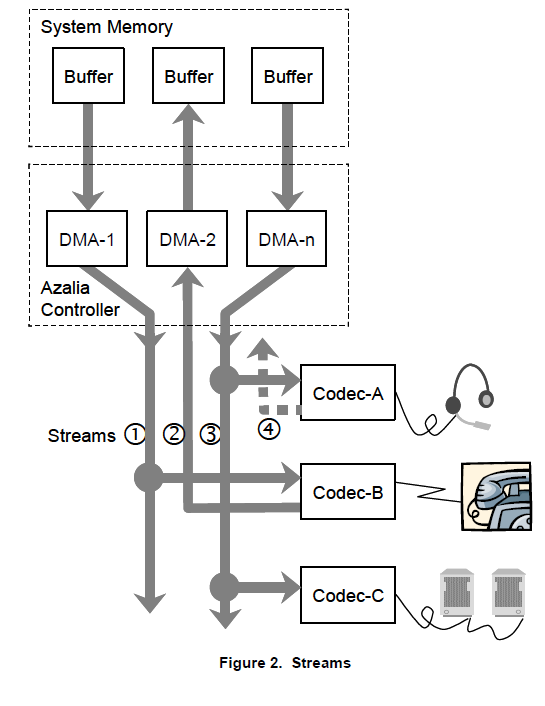 System Memory
Buffer
Buffer
Buffer
DMA-1
DMA-2
DMA-n
Azalia
Controller
Codec-A
Streams ① ② ③ ④
Codec-B
Codec-C
Figure 2. Streams